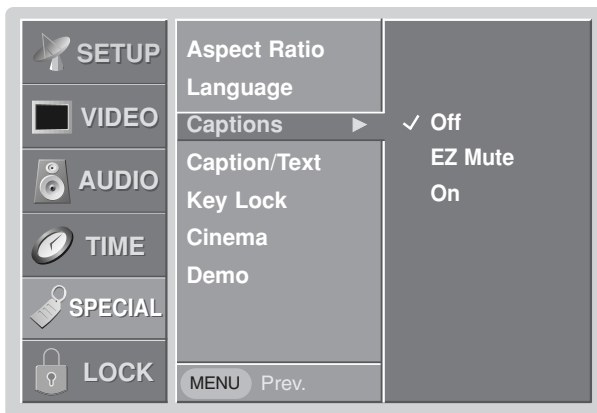 SETUP
VIDEO
AUDIO
TIME
SPECIAL
LOCK
Aspect Ratio
Language
Captions ►
Caption/Text
Key Lock
Cinema
Demo
MENU Prev.
✓ Off
EZ Mute
On